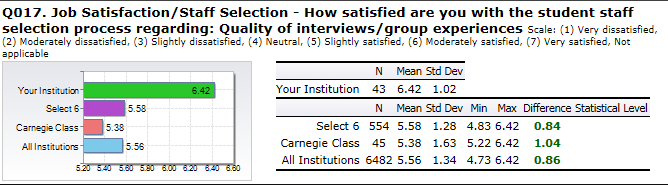 Q017. Job Satisfaction/Staff Selection - How satisfied are you with the student staff
selection process regarding: Quality of interviews/group experiences Scale: (1) Very dissatisfied,
(2) Moderately dissatisfied, (3) Slightly dissatisfied, (4) Neutral, (5) Slightly satisfied, (6) Moderately satisfied, (7) Very satisfied, Not
applicable
Your Institution 6.42
Select 6 5.58
Carnegie Class 5.38
All Institutions 5.56
5.20 5.40 5.60 5.80 6.00 6.20 6.40 6.60
N Mean Std Dev
Your Institution 43 6.42 1.02
N Mean Std Dev Min Max Difference Statistical Level
Select 6 554 5.58 1.28 4.83 6.42 0.84
Carnegie Class 45 5.38 1.63 5.22 6.42 1.04
All Institutions 6482 5.56 1.34 4.73 6.42 0.86